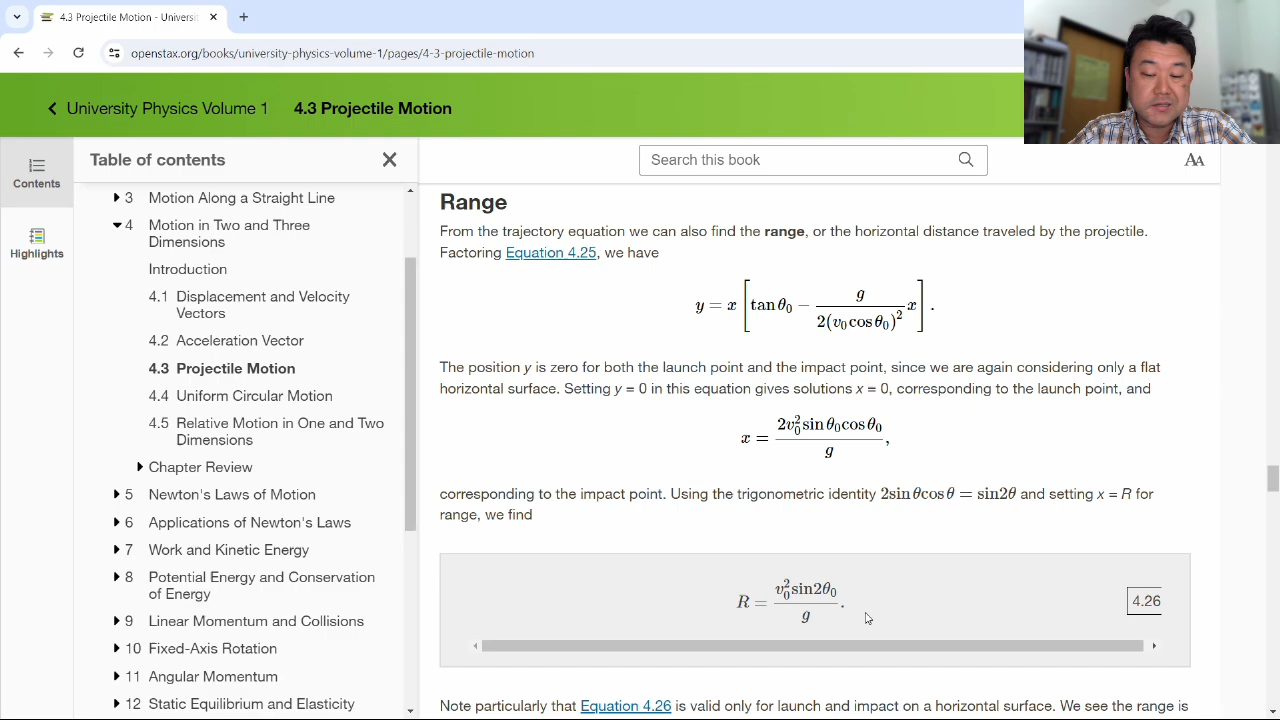 4.3 Projectile Motion - Universi
openstax.org/books/university-physics-volume-1/pages/4-3-projectile-motion
University Physics Volume 1 4.3 Projectile Motion
Contents
Highlights
Table of contents
3 Motion Along a Straight Line
4 Motion in Two and Three
Dimensions
Introduction
4.1 Displacement and Velocity
Vectors
4.2 Acceleration Vector
4.3 Projectile Motion
4.4 Uniform Circular Motion
4.5 Relative Motion in One and Two
Dimensions
Chapter Review
5 Newton's Laws of Motion
6 Applications of Newton's Laws
7 Work and Kinetic Energy
8 Potential Energy and Conservation
of Energy
9 Linear Momentum and Collisions
10 Fixed-Axis Rotation
11 Angular Momentum
12 Static Equilibrium and Elasticity
Search this book
AA
Range
From the trajectory equation we can also find the range, or the horizontal distance traveled by the projectile.
Factoring Equation 4.25, we have
y = x [tan θ₀ − g / 2(v₀ cos θ₀)² x] .
The position y is zero for both the launch point and the impact point, since we are again considering only a flat
horizontal surface. Setting y = 0 in this equation gives solutions x = 0, corresponding to the launch point, and
x = 2v₀² sin θ₀ cos θ₀ / g,
corresponding to the impact point. Using the trigonometric identity 2sin θcos θ = sin2θ and setting x = R for
range, we find
R = v₀² sin2θ₀ / g.
4.26
Note particularly that Equation 4.26 is valid only for launch and impact on a horizontal surface. We see the range is